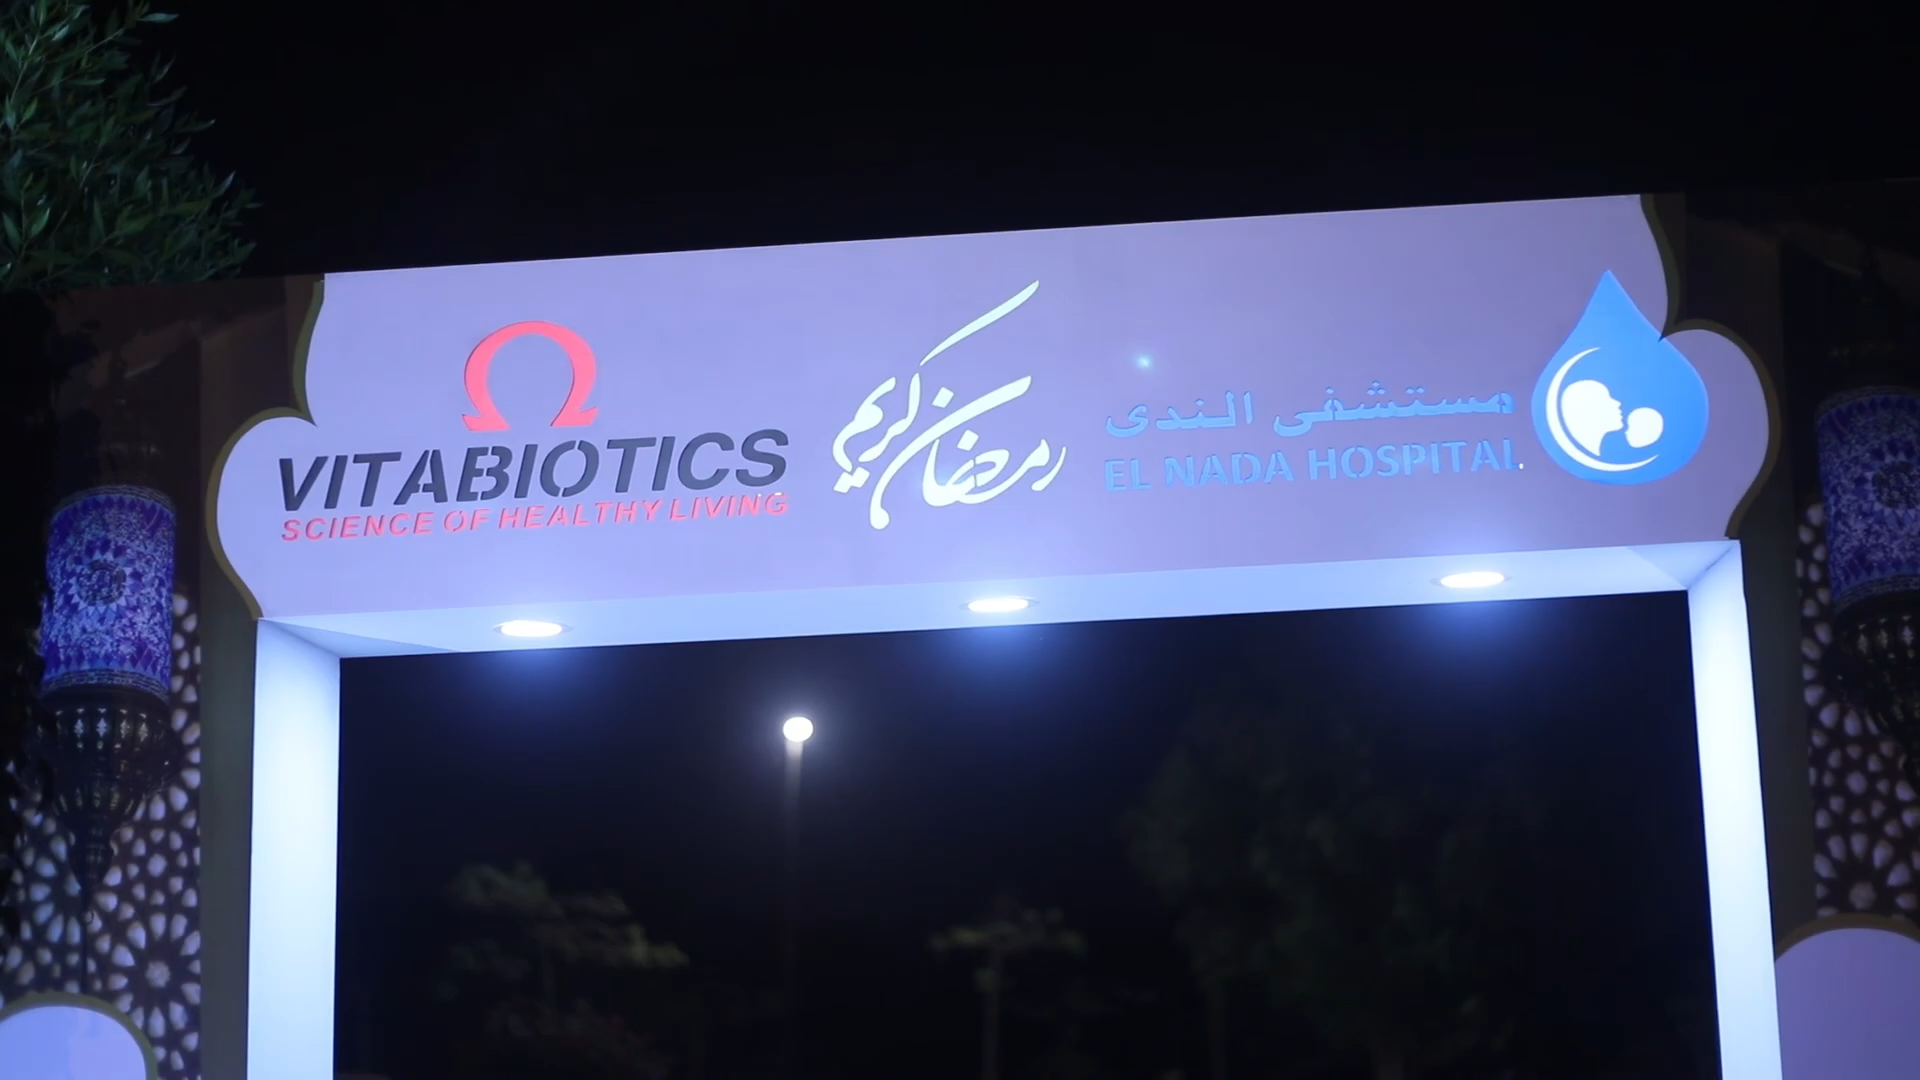 VITABIOTICS
SCIENCE OF HEALTHY LIVING
رمضان كريم
مستشفى الندى
EL NADA HOSPITAL